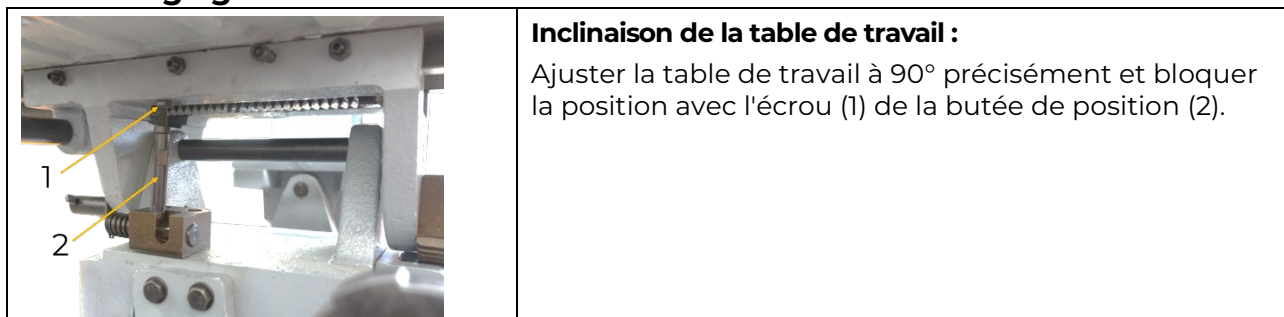 Inclinaison de la table de travail :
Ajuster la table de travail à 90° précisément et bloquer
la position avec l'écrou (1) de la butée de position (2).
1
2